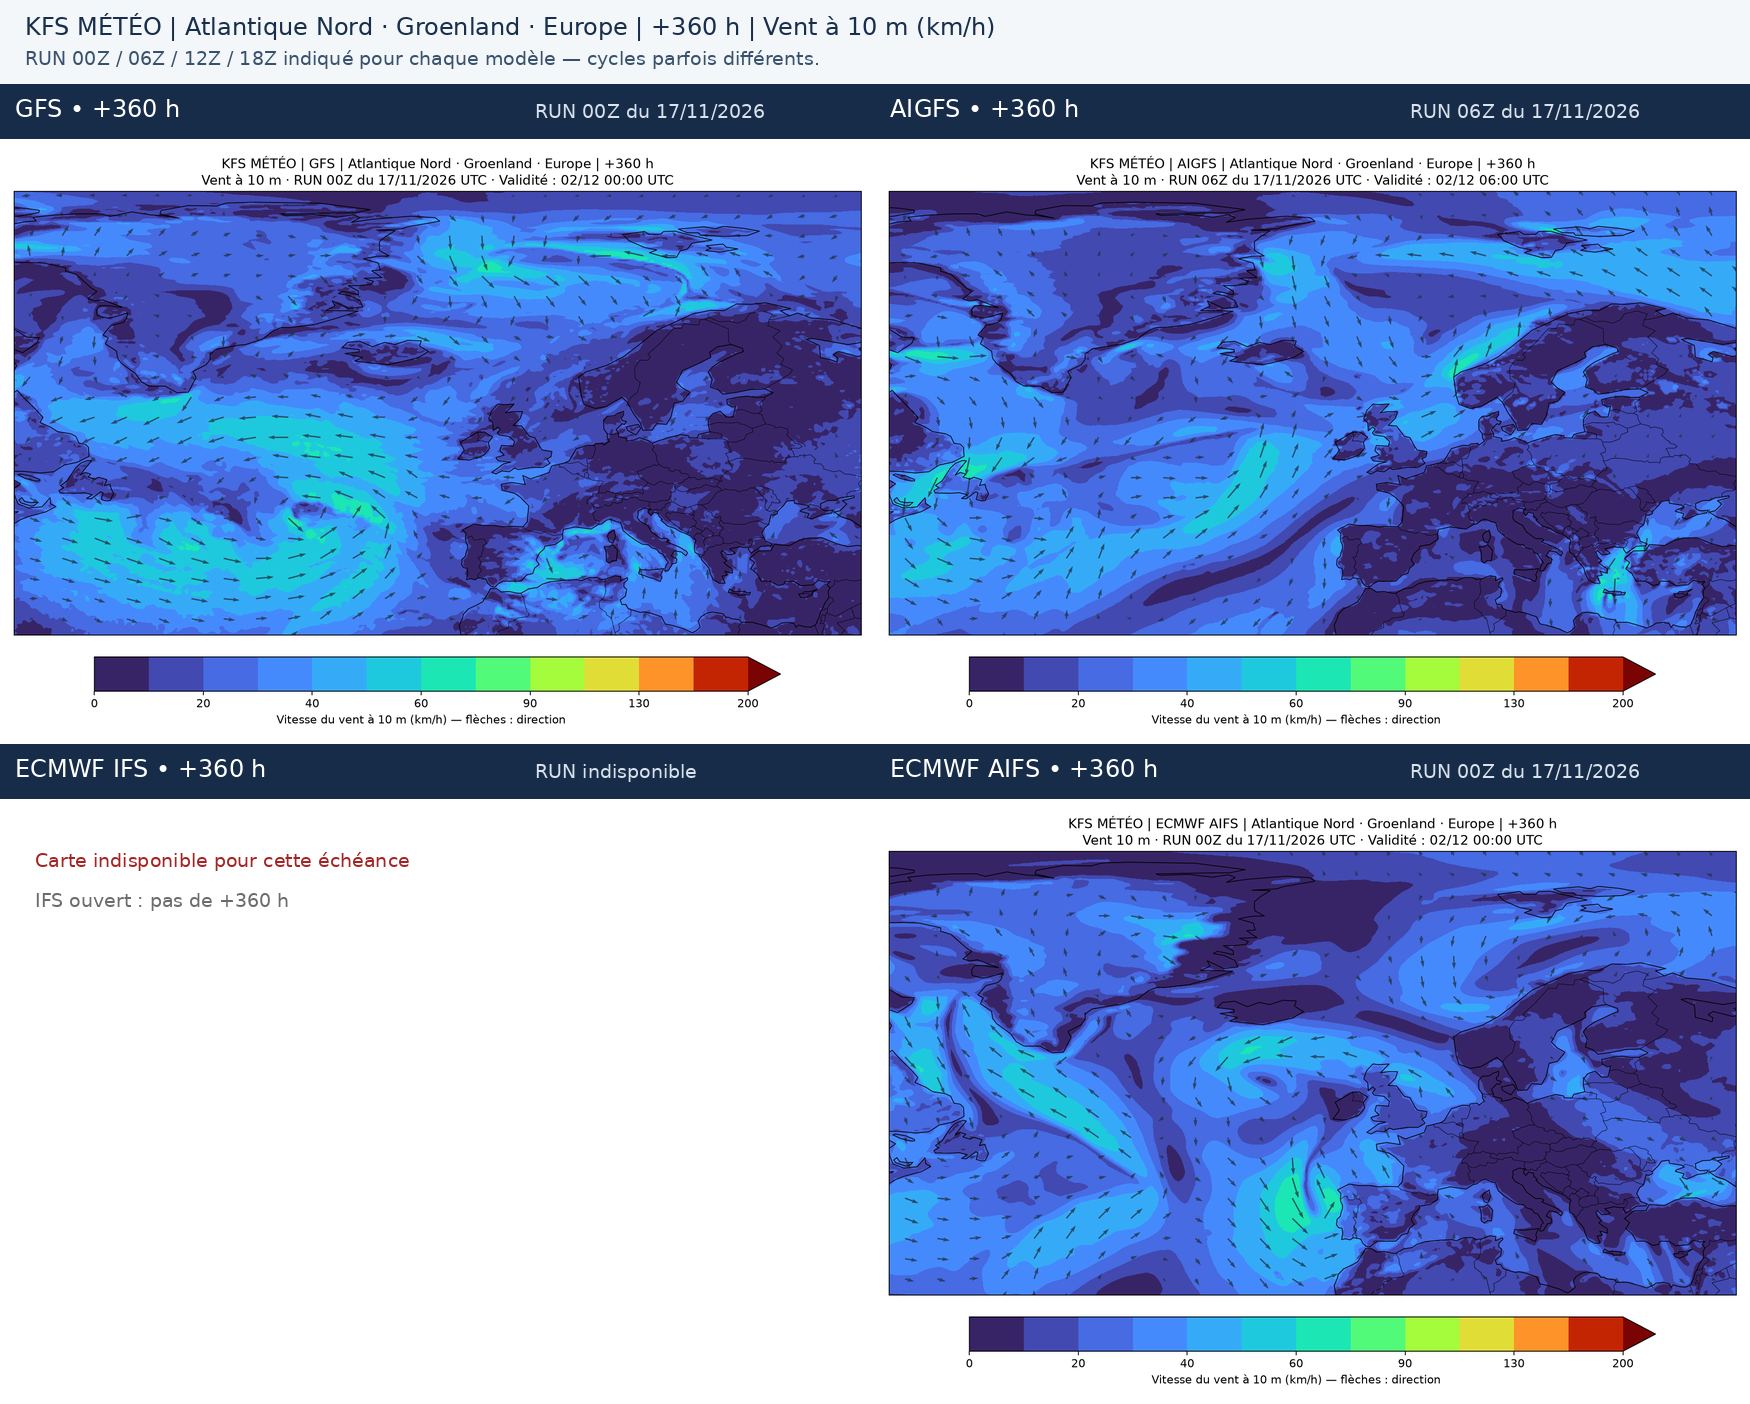 KFS MÉTÉO | Atlantique Nord · Groenland · Europe | +360 h | Vent à 10 m (km/h)
RUN 00Z / 06Z / 12Z / 18Z indiqué pour chaque modèle — cycles parfois différents.
GFS • +360 h
RUN 00Z du 17/11/2026
KFS MÉTÉO | GFS | Atlantique Nord · Groenland · Europe | +360 h
Vent à 10 m · RUN 00Z du 17/11/2026 UTC · Validité : 02/12 00:00 UTC
0 20 40 60 90 130 200
Vitesse du vent à 10 m (km/h) — flèches : direction
AIGFS • +360 h
RUN 06Z du 17/11/2026
KFS MÉTÉO | AIGFS | Atlantique Nord · Groenland · Europe | +360 h
Vent à 10 m · RUN 06Z du 17/11/2026 UTC · Validité : 02/12 06:00 UTC
0 20 40 60 90 130 200
Vitesse du vent à 10 m (km/h) — flèches : direction
ECMWF IFS • +360 h
RUN indisponible
Carte indisponible pour cette échéance
IFS ouvert : pas de +360 h
ECMWF AIFS • +360 h
RUN 00Z du 17/11/2026
KFS MÉTÉO | ECMWF AIFS | Atlantique Nord · Groenland · Europe | +360 h
Vent 10 m · RUN 00Z du 17/11/2026 UTC · Validité : 02/12 00:00 UTC
0 20 40 60 90 130 200
Vitesse du vent à 10 m (km/h) — flèches : direction